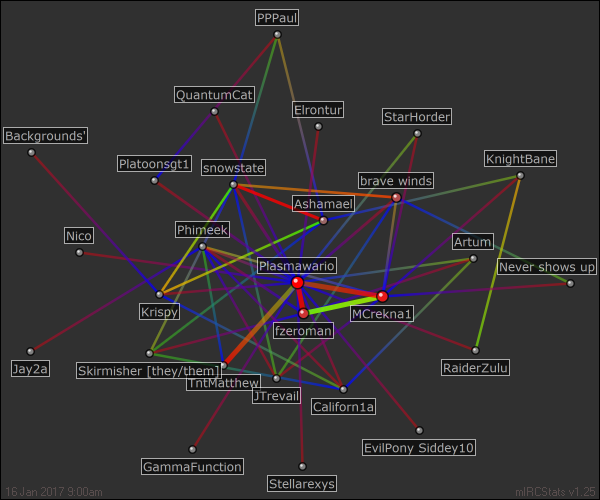 PPPaul
QuantumCat
Elrontur
StarHorder
Backgrounds'
Platoonsgt1
snowstate
brave winds
KnightBane
Ashamael
Phimeek
Nico
Artum
Plasmawario
Never shows up
Krispy
fzeroman
MCrekna1
Jay2a
Skirmisher [they/them]
TntMatthew
JTrevail
Californ1a
RaiderZulu
EvilPony Siddey10
GammaFunction
Stellarexys
16 Jan 2017 9:00am
mIRCStats v1.25